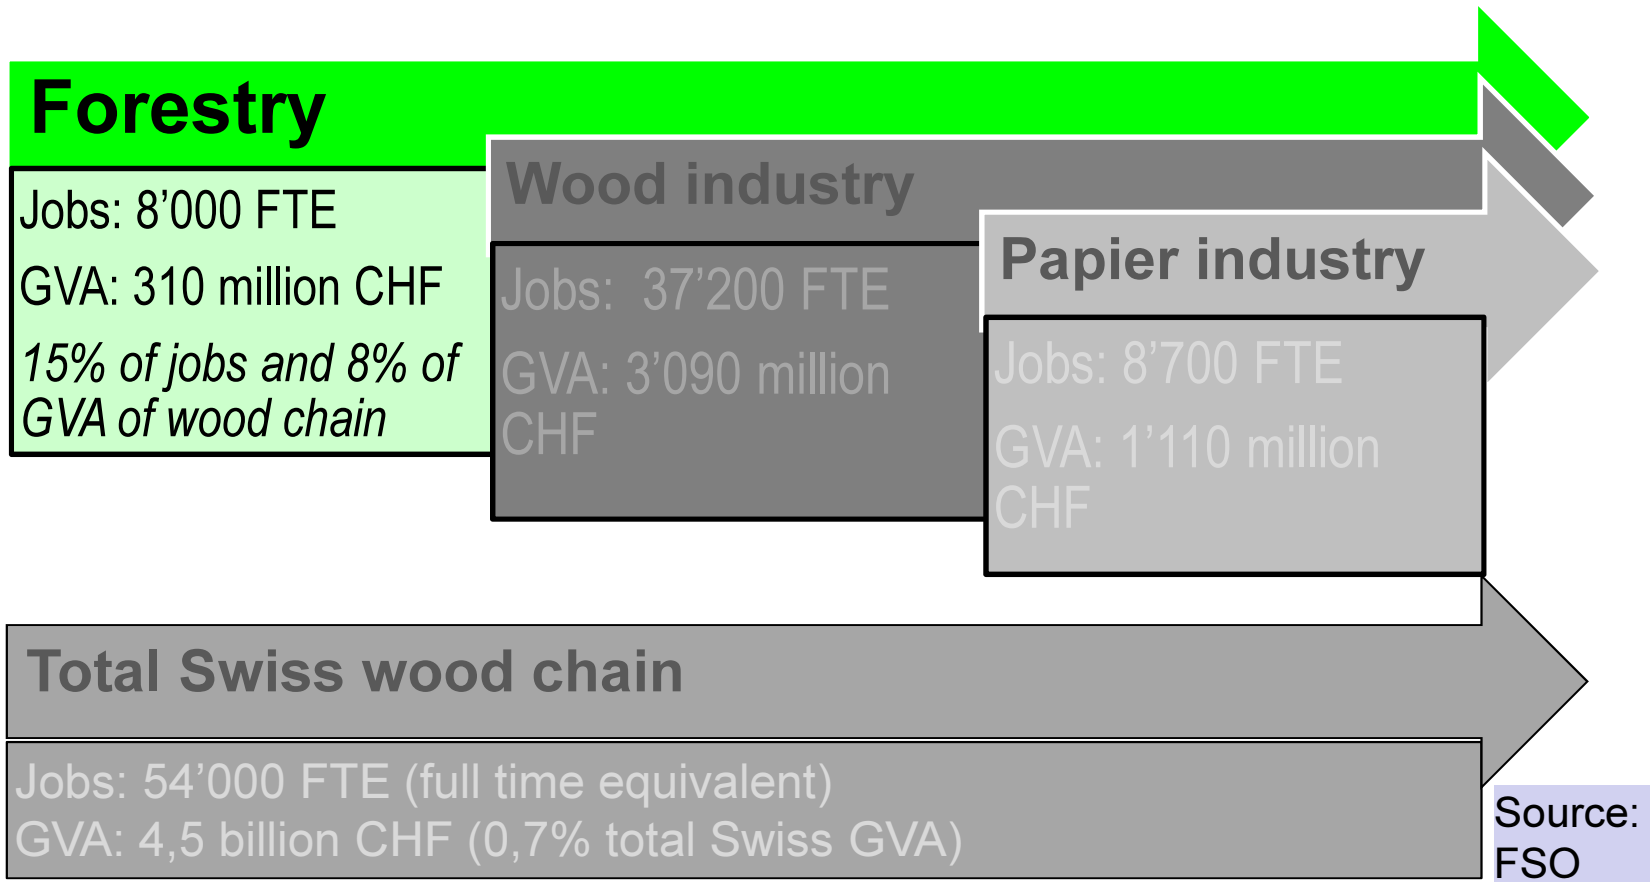 Forestry
Jobs: 8’000 FTE
GVA: 310 million CHF
15% of jobs and 8% of
GVA of wood chain
Wood industry
Jobs:  37’200 FTE
GVA: 3’090 million
CHF
Papier industry
Jobs: 8’700 FTE
GVA: 1’110 million
CHF
Total Swiss wood chain
Jobs: 54’000 FTE (full time equivalent)
GVA: 4,5 billion CHF (0,7% total Swiss GVA)
Source:
FSO